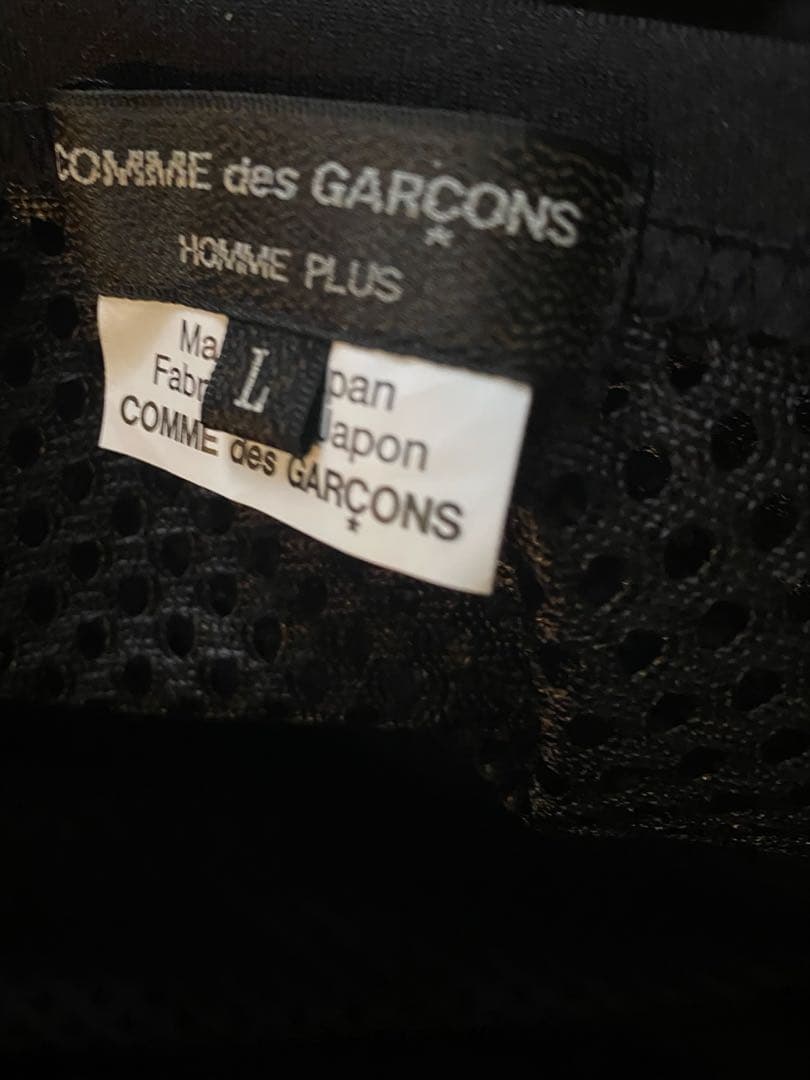 COMME des GARÇONS
HOMME PLUS
L
Ma pan
Fabr Japon
COMME des GARÇONS